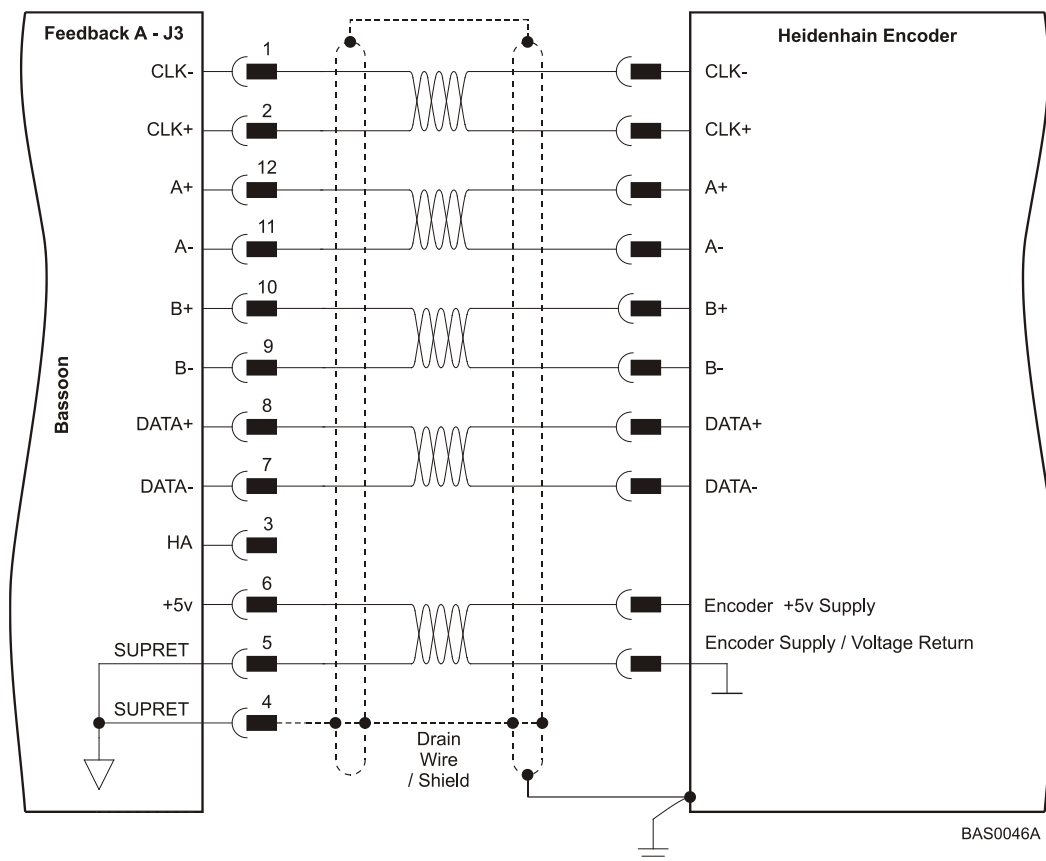 Feedback A - J3
Heidenhain Encoder
CLK- 1 CLK-
CLK+ 2 CLK+
A+ 12 A+
A- 11 A-
B+ 10 B+
B- 9 B-
Bassoon
DATA+ 8 DATA+
DATA- 7 DATA-
HA 3
+5v 6 Encoder +5v Supply
SUPRET 5 Encoder Supply / Voltage Return
SUPRET 4
Drain
Wire
/ Shield
BAS0046A